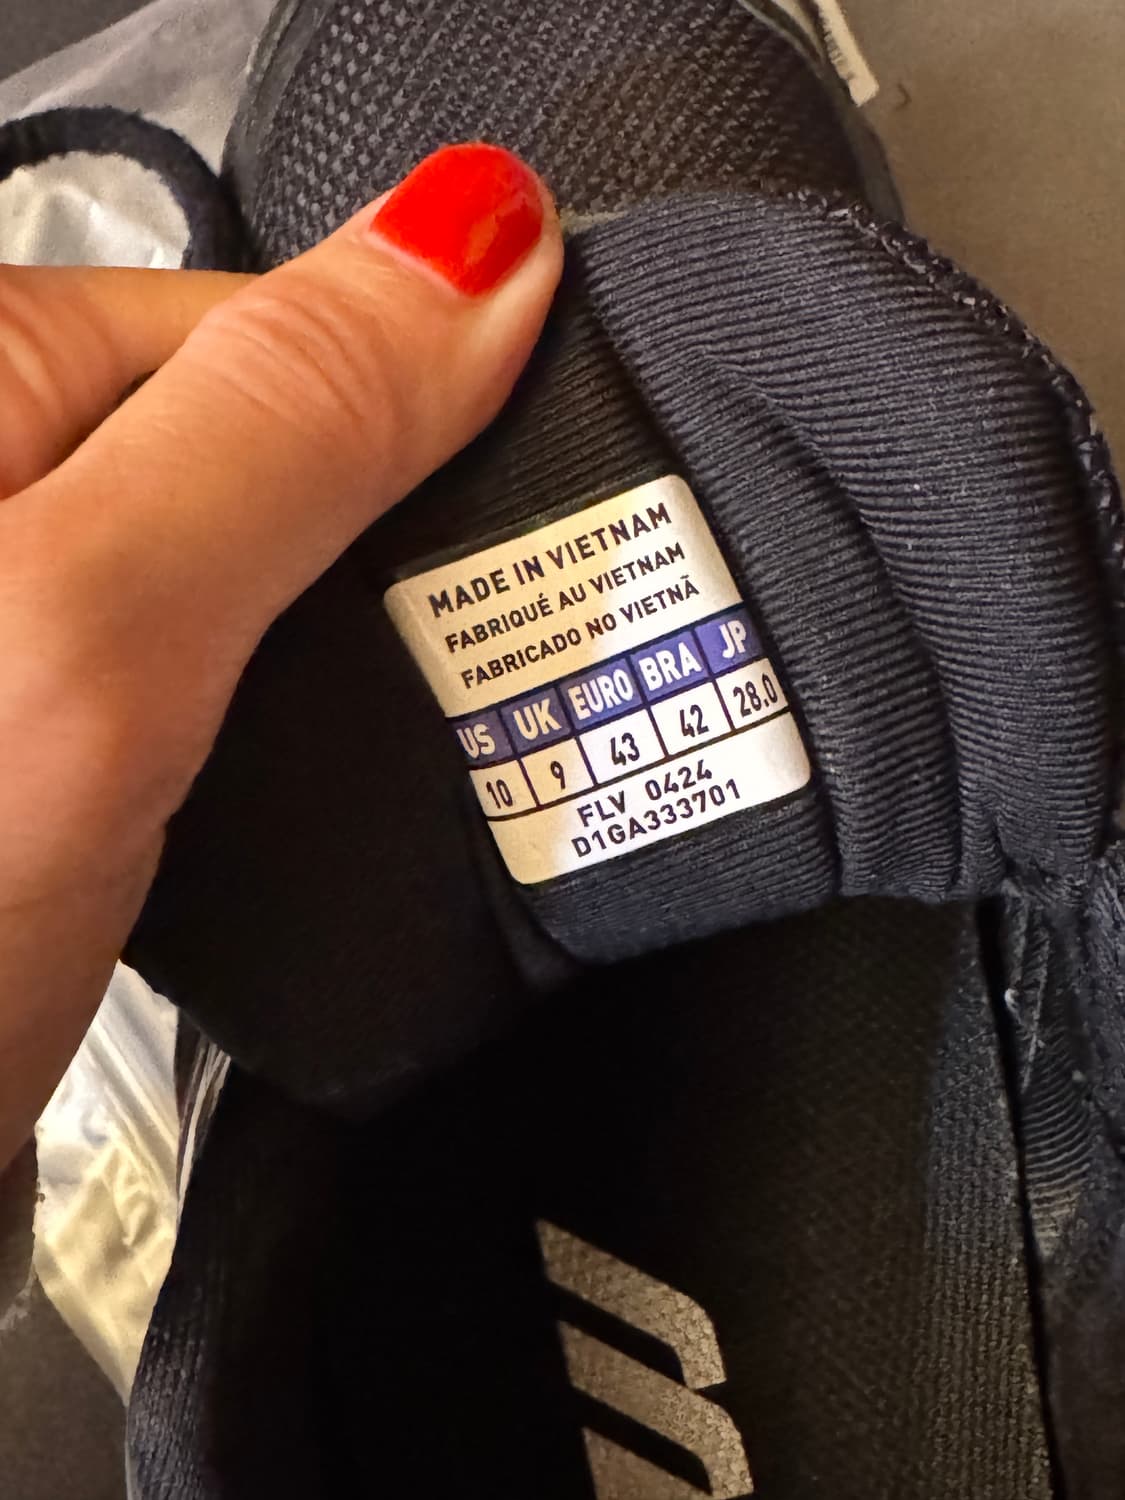 MADE IN VIETNAM
FABRIQUÉ AU VIETNAM
FABRICADO NO VIETNÃ
US UK EURO BRA JP
10 9 43 42 28.0
FLV 0424
D1GA333701